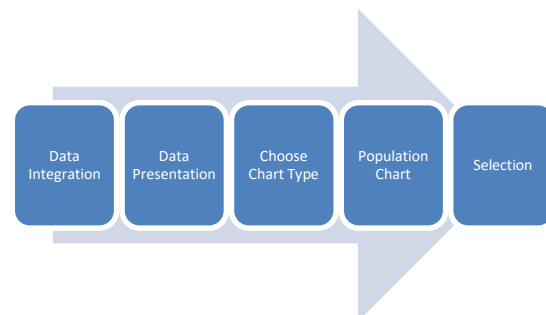 Data
Integration
Data
Presentation
Choose
Chart Type
Population
Chart
Selection